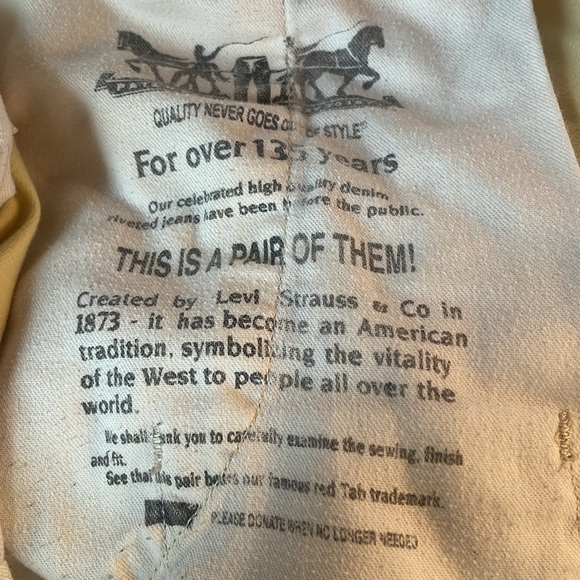 QUALITY NEVER GOES OUT OF STYLE®
For over 135 years
Our celebrated high quality denim
riveted jeans have been before the public.
THIS IS A PAIR OF THEM!
Created by Levi Strauss & Co in
1873 - it has become an American
tradition, symbolizing the vitality
of the West to people all over the
world.
We shall thank you to carefully examine the sewing, finish
and fit.
See that this pair bears our famous red Tab trademark.
PLEASE DONATE WHEN NO LONGER NEEDED